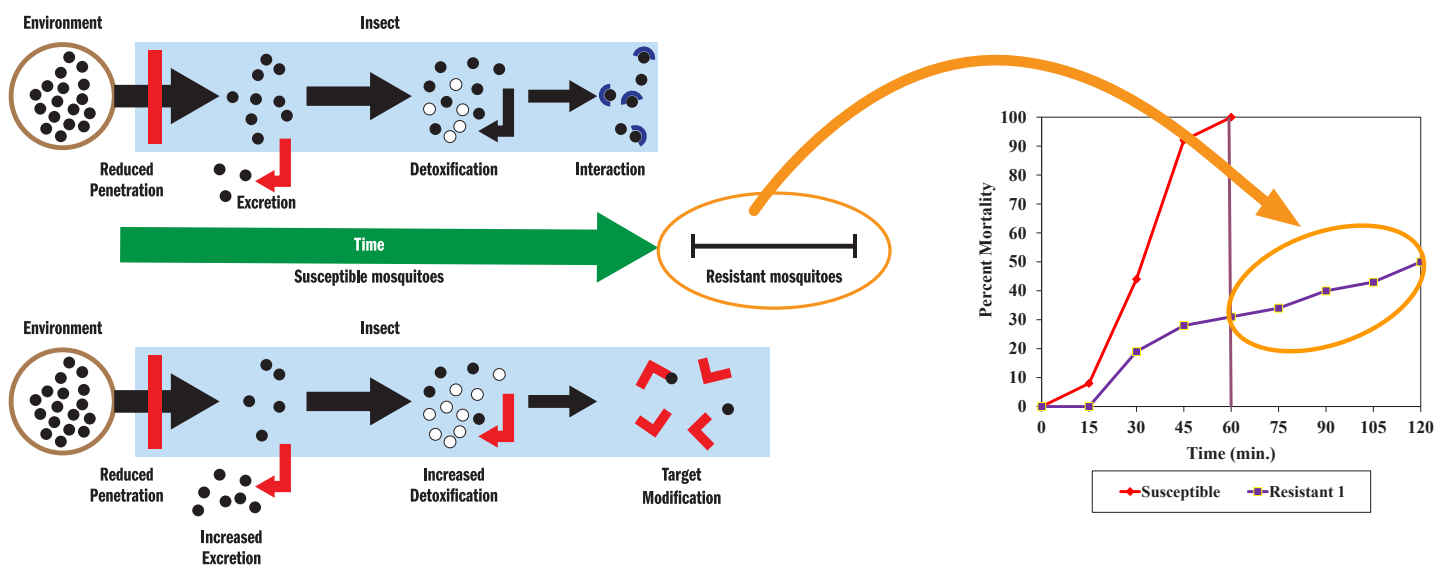 Environment
Insect
Reduced
Penetration
Excretion
Detoxification
Interaction
Time
Susceptible mosquitoes
Resistant mosquitoes
Environment
Insect
Reduced
Penetration
Increased
Excretion
Increased
Detoxification
Target
Modification
Percent Mortality
100
90
80
70
60
50
40
30
20
10
0
0 15 30 45 60 75 90 105 120
Time (min.)
Susceptible Resistant 1